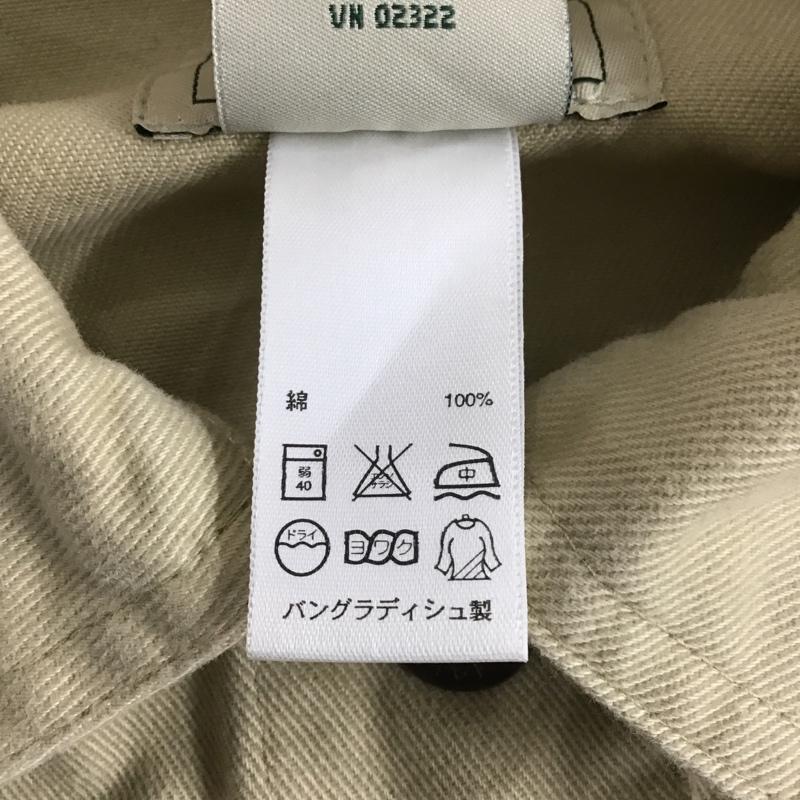 VN 02322
綿 100%
弱
40
エンソ
サラシ
中
ドライ
ヨワク
バングラディシュ製